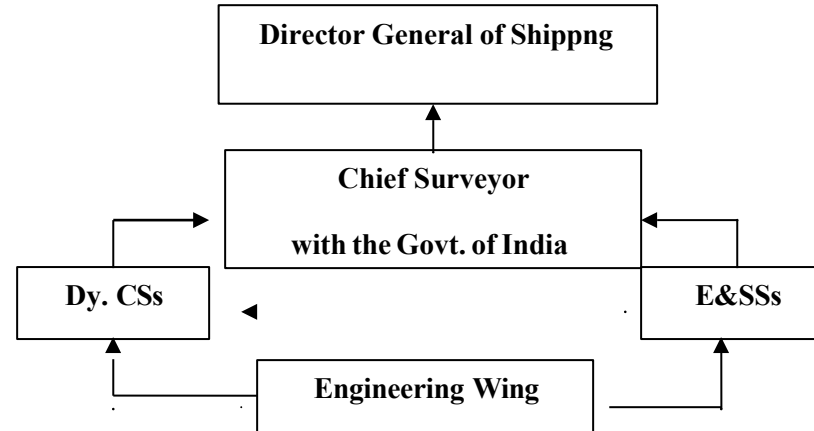 Director General of Shippng
Chief Surveyor
with the Govt. of India
Dy. CSs
E&SSs
Engineering Wing